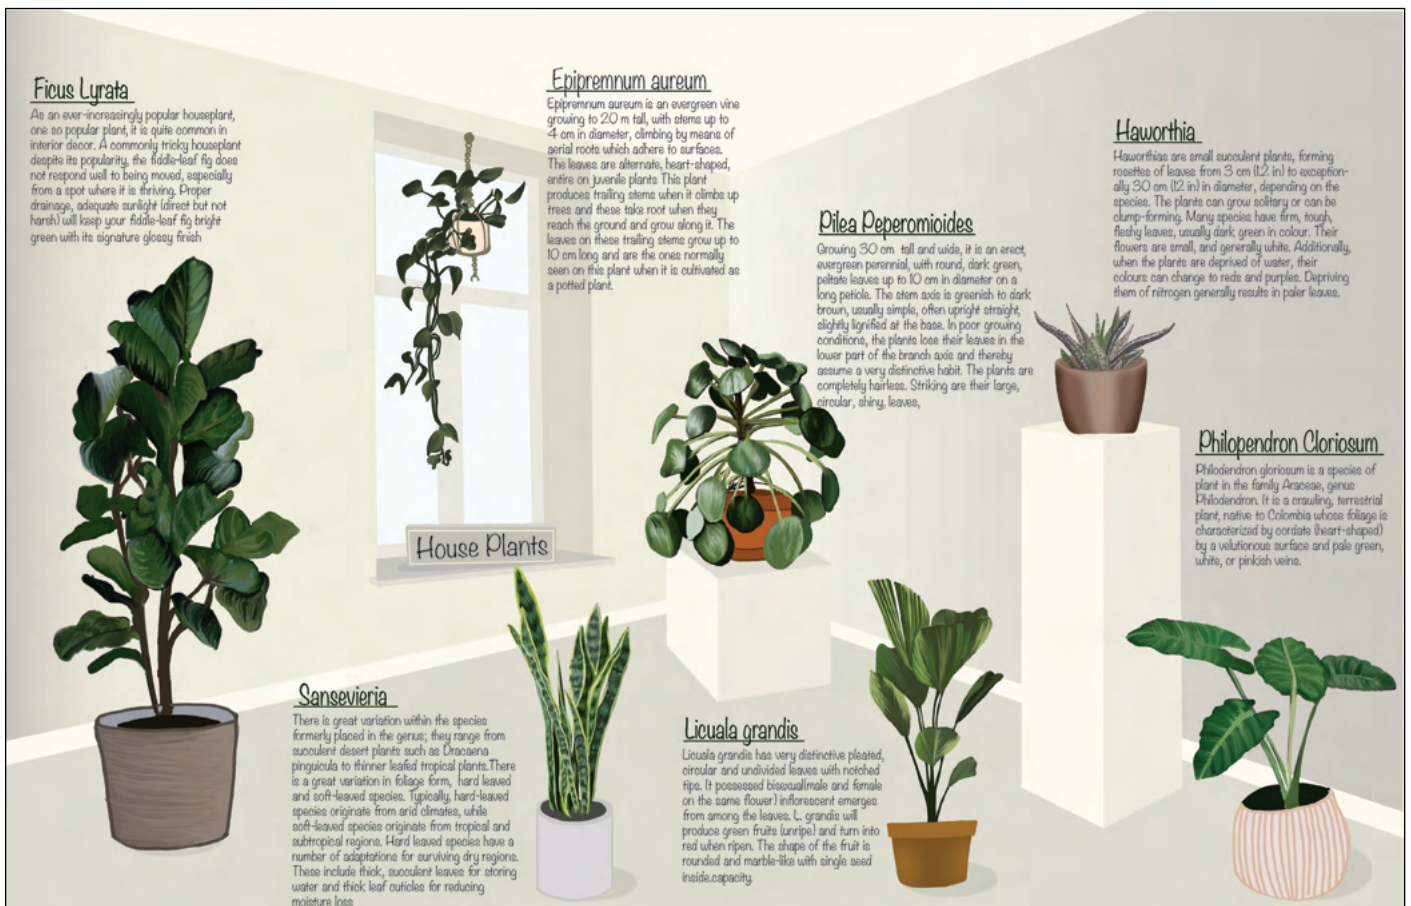 Ficus Lyrata
As an ever-increasingly popular houseplant,
one so popular plant, it is quite common in
interior decor. A commonly tricky houseplant
despite its popularity, the fiddle-leaf fig does
not respond well to being moved, especially
from a spot where it is thriving. Proper
drainage, adequate sunlight (direct but not
harsh) will keep your fiddle-leaf fig bright
green with its signature glossy finish
Epipremnum aureum
Epipremnum aureum is an evergreen vine
growing to 20 m tall, with stems up to
4 cm in diameter, climbing by means of
aerial roots which adhere to surfaces.
The leaves are alternate, heart-shaped,
entire on juvenile plants This plant
produces trailing stems when it climbs up
trees and these take root when they
reach the ground and grow along it. The
leaves on these trailing stems grow up to
10 cm long and are the ones normally
seen on this plant when it is cultivated as
a potted plant.
Pilea Peperomioides
Growing 30 cm tall and wide, it is an erect,
evergreen perennial, with round, dark green,
peltate leaves up to 10 cm in diameter on a
long petiole. The stem axis is greenish to dark
brown, usually simple, often upright straight,
slightly lignified at the base. In poor growing
conditions, the plants lose their leaves in the
lower part of the branch axis and thereby
assume a very distinctive habit. The plants are
completely hairless. Striking are their large,
circular, shiny, leaves,
Haworthia
Haworthias are small succulent plants, forming
rosettes of leaves from 3 cm (1.2 in) to exception-
ally 30 cm (12 in) in diameter, depending on the
species. The plants can grow solitary or can be
clump-forming. Many species have firm, tough,
fleshy leaves, usually dark green in colour. Their
flowers are small, and generally white. Additionally,
when the plants are deprived of water, their
colours can change to reds and purples. Depriving
them of nitrogen generally results in paler leaves.
Philopendron Cloriosum
Philodendron gloriosum is a species of
plant in the family Araceae, genus
Philodendron. It is a crawling, terrestrial
plant, native to Colombia whose foliage is
characterized by cordate (heart-shaped)
by a velutionous surface and pale green,
white, or pinkish veins.
House Plants
Sansevieria
There is great variation within the species
formerly placed in the genus; they range from
succulent desert plants such as Dracaena
pinguicula to thinner leafed tropical plants.There
is a great variation in foliage form, hard leaved
and soft-leaved species. Typically, hard-leaved
species originate from arid climates, while
soft-leaved species originate from tropical and
subtropical regions. Hard leaved species have a
number of adaptations for surviving dry regions.
These include thick, succulent leaves for storing
water and thick leaf cuticles for reducing
moisture loss
Licuala grandis
Licuala grandis has very distinctive pleated,
circular and undivided leaves with notched
tips. It possessed bisexual(male and female
on the same flower) inflorescent emerges
from among the leaves. L. grandis will
produce green fruits (unripe) and turn into
red when ripen. The shape of the fruit is
rounded and marble-like with single seed
inside.capacity.